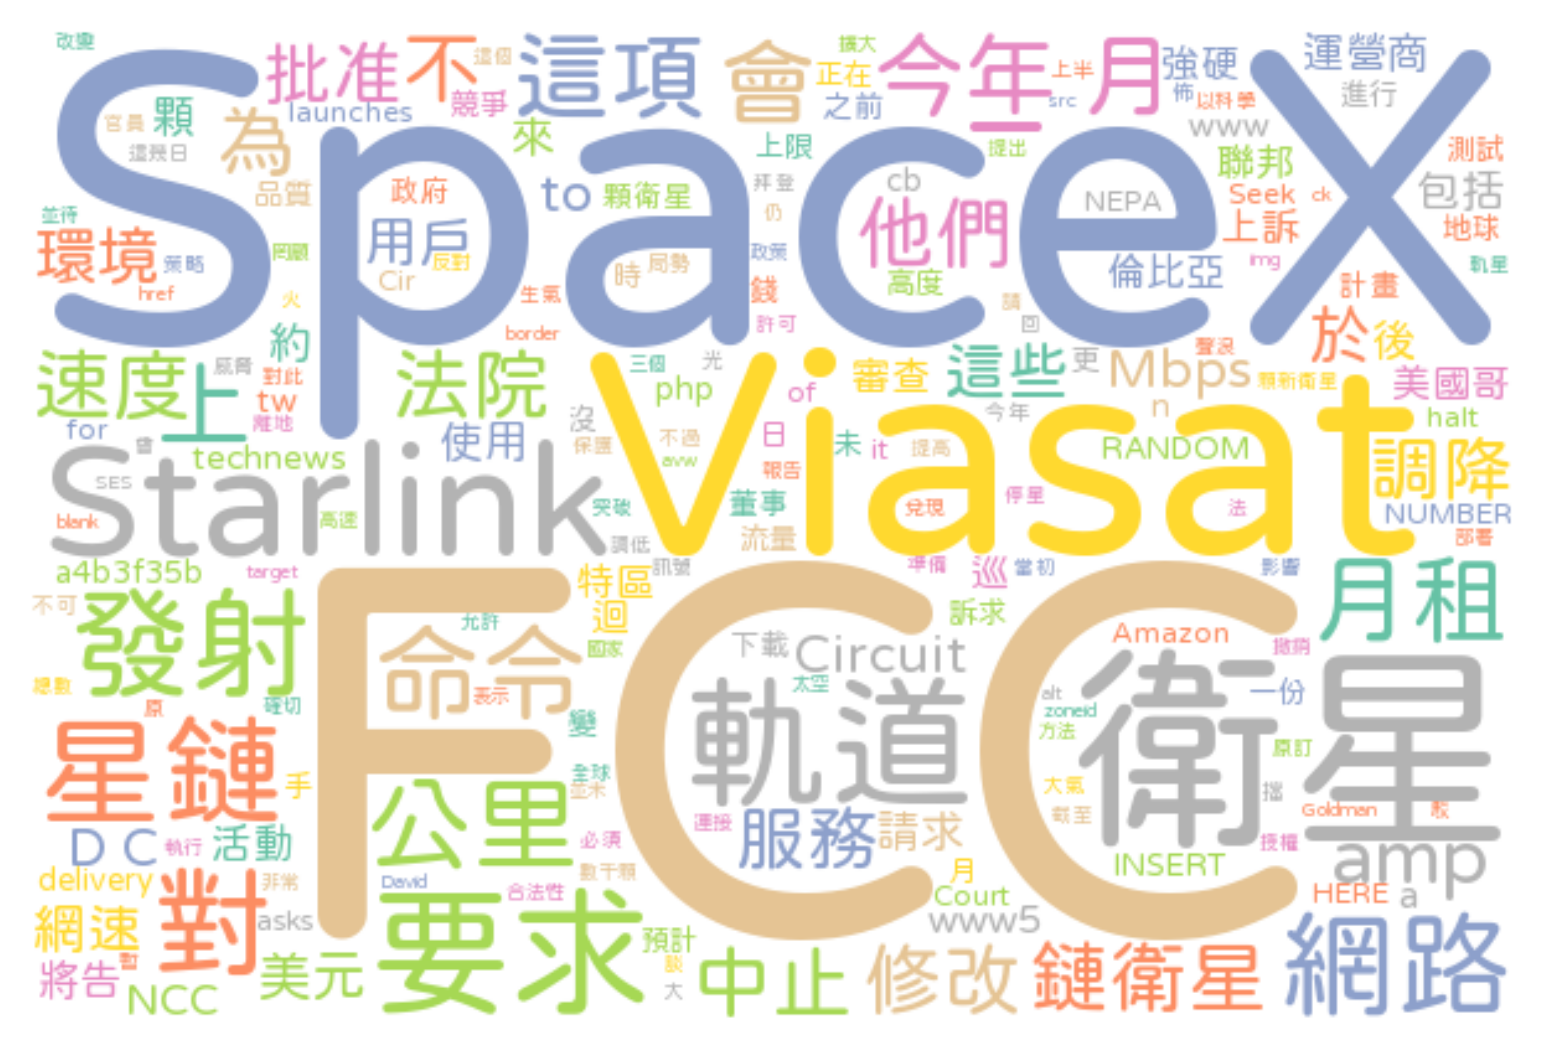 改變
批准
不
這個
這項
會
擴大
正在
之前
今年
上半
月
強硬
運營商
進行
launches
競爭
src
佈
以科學
官員
顆
為
來
上限
提出
www
測試
這幾日
SpaceX
品質
政府
to
顆衛星
拜登
cb
NEPA
聯邦
Seek
ck
包括
並待
仍
他們
上訴
地球
環境
策略
用戶
反對
Cir
時
局勢
政策
高度
倫比亞
img
軌星
href
火
生氣
錢
請
計畫
約
border
許可
回
於
後
速度
上
對此
tw
離地
法院
三個
光
php
of
審查
這些
更
Mbps
聲浪
顆新衛星
美國哥
for
曾
technews
使用
沒
保護
不過
avw
Viasat
日
未
it
提高
今年
n
RANDOM
halt
調降
Starlink
SES
blank
高速
突破
調低
報告
董事
流量
兌現
停星
法
NUMBER
部署
a4b3f35b
target
訊號
特區
準備
巡
當初
影響
不可
發射
允許
迴
訴求
月租
FCC
命令
國家
下載
Circuit
Amazon
撤銷
總數
確切
原
表示
太空
alt
zoneid
一份
衛星
星鏈
變
軌道
方法
原訂
手
全球
並未
大氣
擋
D C
執行
活動
公里
必須
連接
服務
請求
截至
Goldman
amp
delivery
非常
David
數千顆
合法性
月
INSERT
授權
網速
對
asks
要求
Court
www5
HERE
a
將告
NCC
美元
預計
談
大
中止
修改
鏈衛星
網路